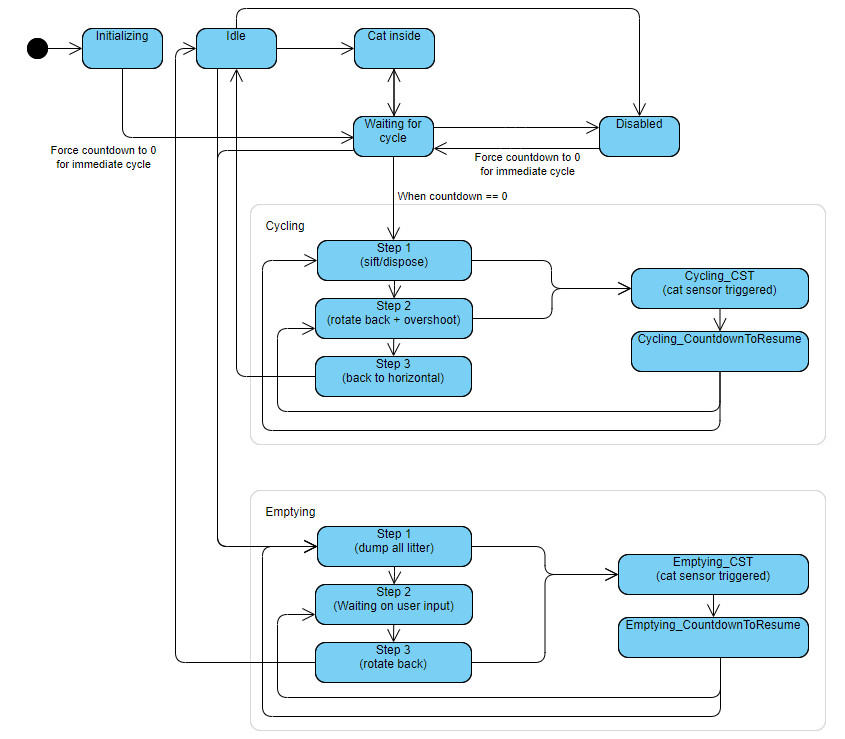 Initializing
Idle
Cat inside
Waiting for
cycle
Disabled
Force countdown to 0
for immediate cycle
Force countdown to 0
for immediate cycle
When countdown == 0
Cycling
Step 1
(sift/dispose)
Cycling_CST
(cat sensor triggered)
Step 2
(rotate back + overshoot)
Cycling_CountdownToResume
Step 3
(back to horizontal)
Emptying
Step 1
(dump all litter)
Emptying_CST
(cat sensor triggered)
Step 2
(Waiting on user input)
Emptying_CountdownToResume
Step 3
(rotate back)